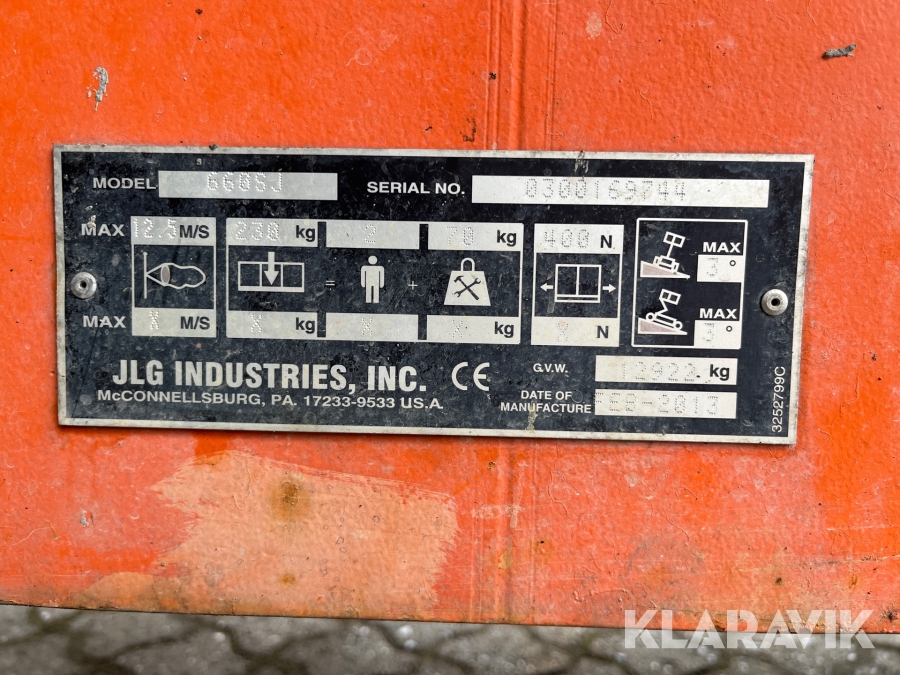 MODEL 660SJ SERIAL NO. 0300169744
MAX 12.5 M/S 230 kg 2 70 kg 400 N
= +
MAX 3°
MAX X M/S X kg X X kg X N
MAX 3°
JLG INDUSTRIES, INC. CE G.V.W. 12922 kg
McCONNELLSBURG, PA. 17233-9533 U.S.A. DATE OF MANUFACTURE FEB-2013
3252799C
KLARAVIK